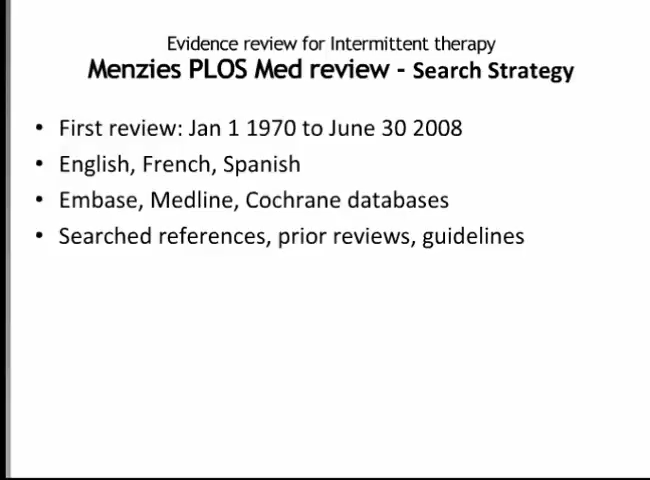 Evidence review for Intermittent therapy
Menzies PLOS Med review - Search Strategy
• First review: Jan 1 1970 to June 30 2008
• English, French, Spanish
• Embase, Medline, Cochrane databases
• Searched references, prior reviews, guidelines